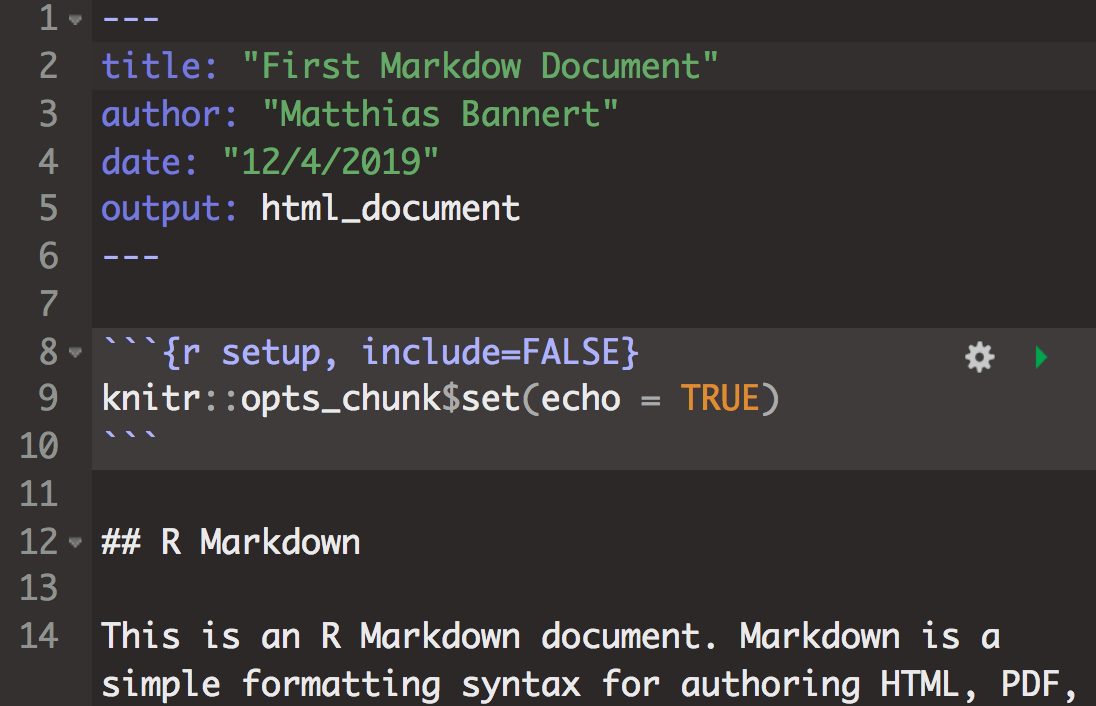 1 ---
2 title: "First Markdow Document"
3 author: "Matthias Bannert"
4 date: "12/4/2019"
5 output: html_document
6 ---
7
8 ```{r setup, include=FALSE}
9 knitr::opts_chunk$set(echo = TRUE)
10 ```
11
12 ## R Markdown
13
14 This is an R Markdown document. Markdown is a
simple formatting syntax for authoring HTML, PDF,